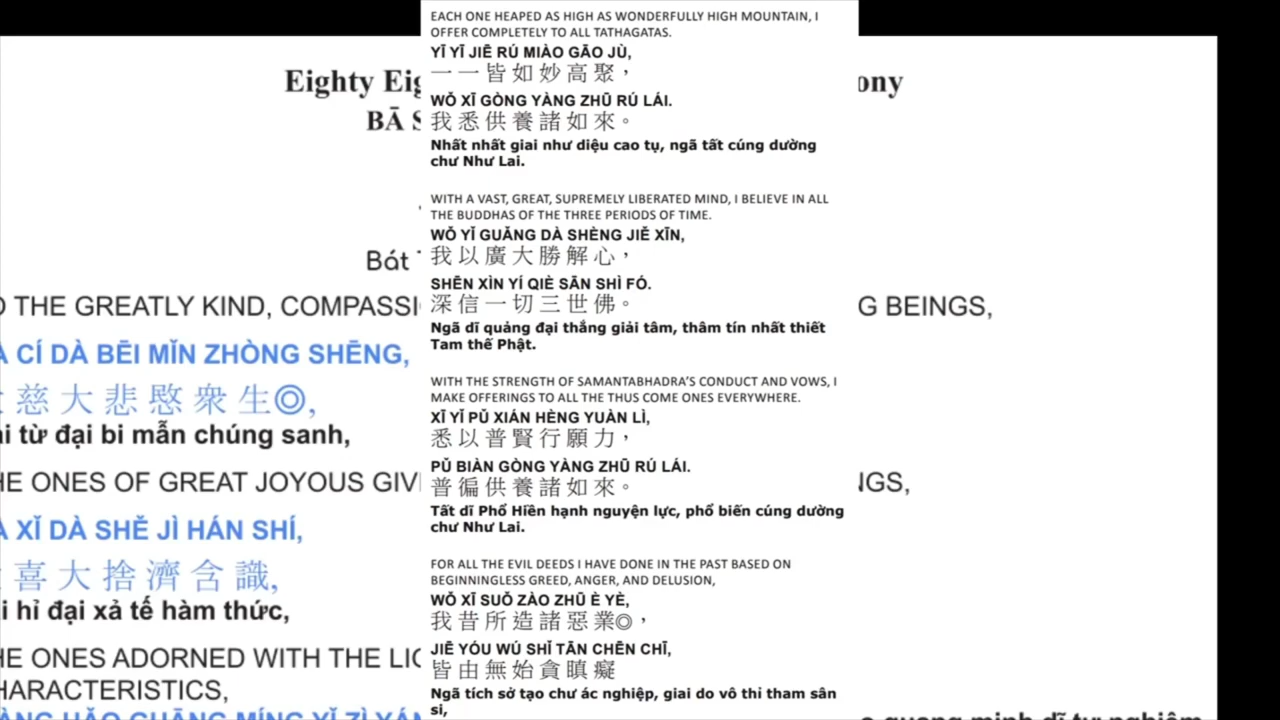 Eighty Eig
ony
BĀ S
Bát
THE GREATLY KIND, COMPASSI
G BEINGS,
CÍ DÀ BĒI MǏN ZHÒNG SHĒNG,
慈大悲愍衆生◎,
từ đại bi mẫn chúng sanh,
HE ONES OF GREAT JOYOUS GIV
NGS,
XǏ DÀ SHĚ JÌ HÁN SHÍ,
喜大捨濟含識,
hỉ đại xả tế hàm thức,
HE ONES ADORNED WITH THE LIG
HARACTERISTICS,
EACH ONE HEAPED AS HIGH AS WONDERFULLY HIGH MOUNTAIN, I
OFFER COMPLETELY TO ALL TATHAGATAS.
YĪ YĪ JIĒ RÚ MIÀO GĀO JÙ,
一一皆如妙高聚，
WǑ XĪ GÒNG YÀNG ZHŪ RÚ LÁI.
我悉供養諸如來。
Nhất nhất giai như diệu cao tụ, ngã tất cúng dường
chư Như Lai.
WITH A VAST, GREAT, SUPREMELY LIBERATED MIND, I BELIEVE IN ALL
THE BUDDHAS OF THE THREE PERIODS OF TIME.
WǑ YǏ GUǍNG DÀ SHÈNG JIĚ XĪN,
我以廣大勝解心，
SHĒN XÌN YÍ QIÈ SĀN SHÌ FÓ.
深信一切三世佛。
Ngã dĩ quảng đại thắng giải tâm, thâm tín nhất thiết
Tam thế Phật.
WITH THE STRENGTH OF SAMANTABHADRA'S CONDUCT AND VOWS, I
MAKE OFFERINGS TO ALL THE THUS COME ONES EVERYWHERE.
XĪ YǏ PǓ XIÁN HÈNG YUÀN LÌ,
悉以普賢行願力，
PǓ BIÀN GÒNG YÀNG ZHŪ RÚ LÁI.
普徧供養諸如來。
Tất dĩ Phổ Hiền hạnh nguyện lực, phổ biến cúng dường
chư Như Lai.
FOR ALL THE EVIL DEEDS I HAVE DONE IN THE PAST BASED ON
BEGINNINGLESS GREED, ANGER, AND DELUSION,
WǑ XĪ SUǑ ZÀO ZHŪ È YÈ,
我昔所造諸惡業◎，
JIĒ YÓU WÚ SHǏ TĀN CHĒN CHĪ,
皆由無始貪瞋癡
Ngã tích sở tạo chư ác nghiệp, giai do vô thỉ tham sân
si,